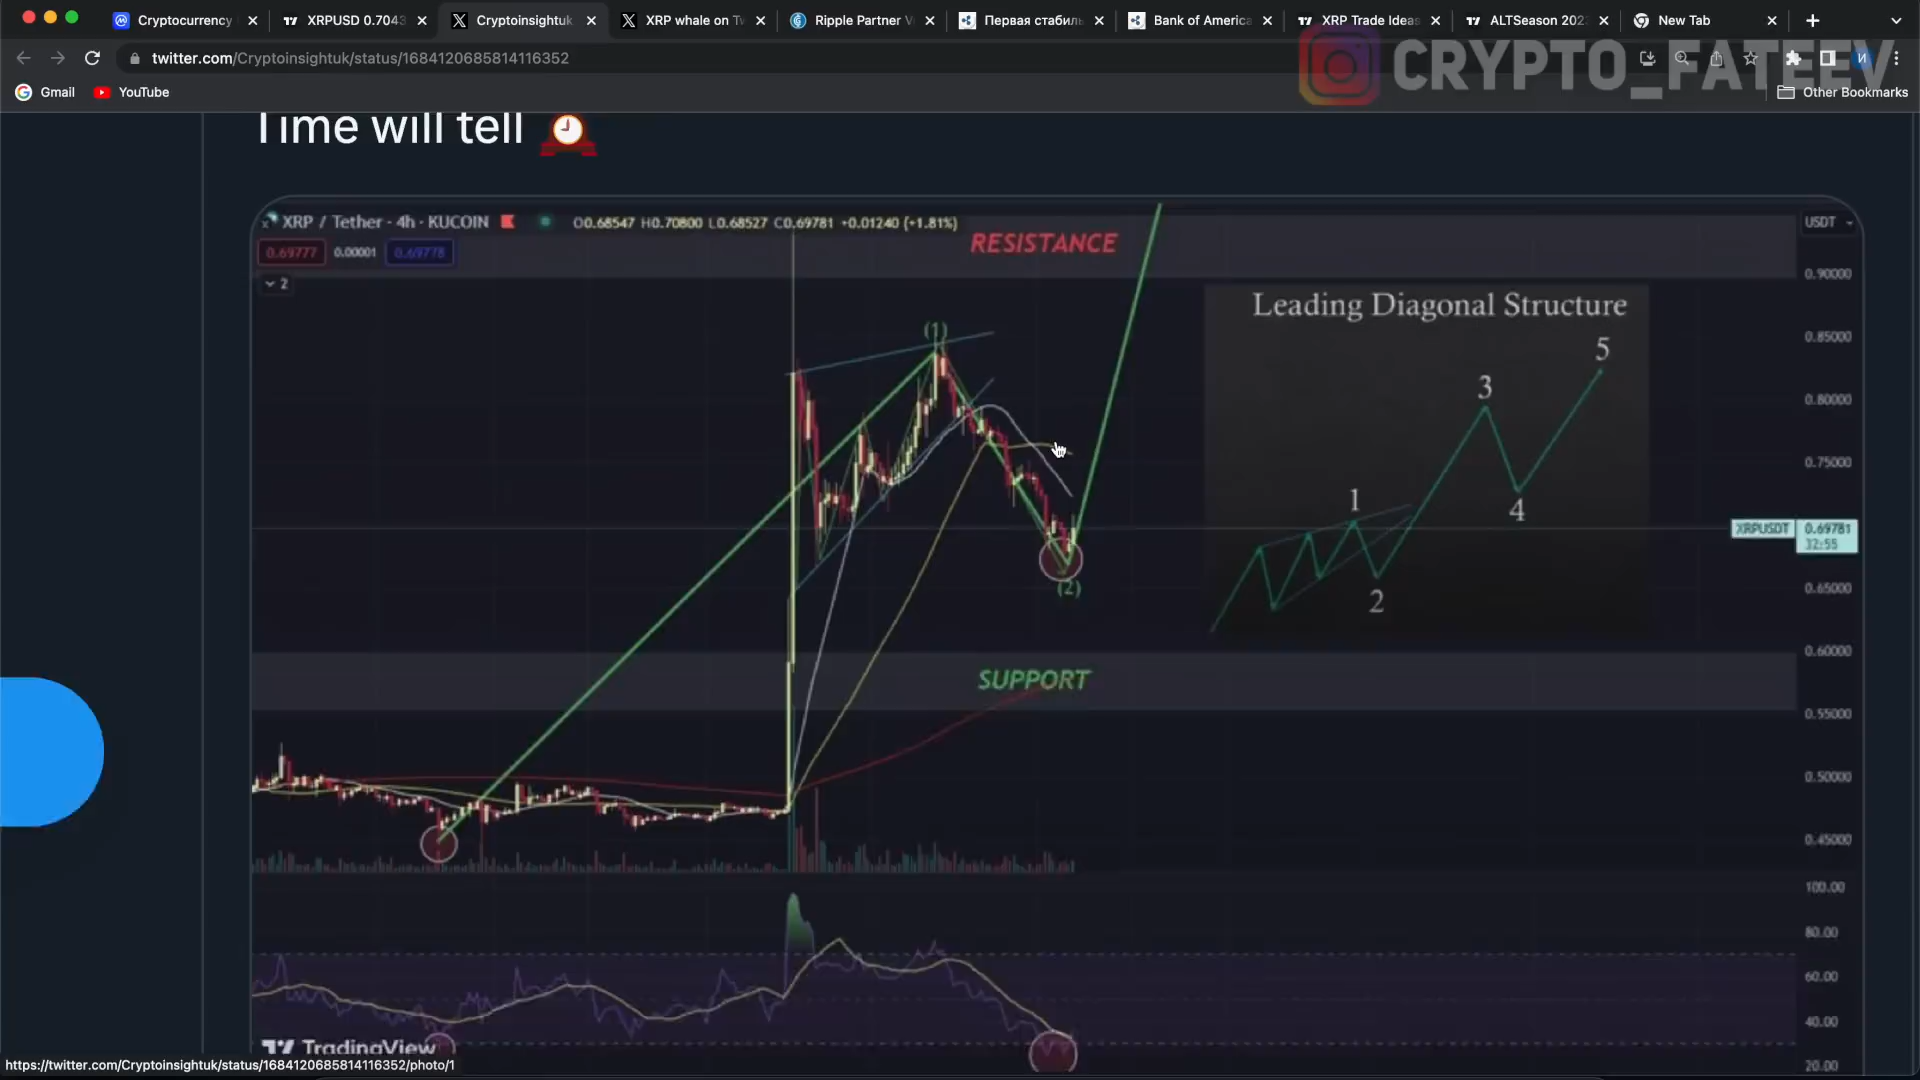 Cryptocurrency
XRPUSD 0.7043
Cryptoinsightuk
XRP whale on Tw
Ripple Partner V
Первая стабиль
Bank of America
XRP Trade Ideas
ALTSeason 202
New Tab
twitter.com/Cryptoinsightuk/status/1684120685814116352
CRYPTO_FATEEV
Gmail
YouTube
Other Bookmarks
Time will tell
XRP / Tether - 4h - KUCOIN
O0.68547 H0.70800 L0.68527 C0.69781 +0.01240 (+1.81%)
USDT
0.69777
0.00001
0.69778
2
RESISTANCE
0.90000
Leading Diagonal Structure
(1)
0.85000
5
3
0.80000
0.75000
1
4
XRPUSDT
0.69781
32:55
(2)
2
0.65000
0.60000
SUPPORT
0.55000
0.50000
0.45000
100.00
80.00
60.00
40.00
TradingView
20.00
https://twitter.com/Cryptoinsightuk/status/1684120685814116352/photo/1